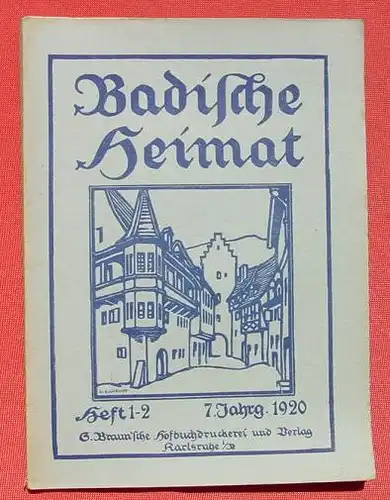 Badische
Heimat
Heft 1-2 7. Jahrg. 1920
G. Braun'sche Hofbuchdruckerei und Verlag
Karlsruhe i/B